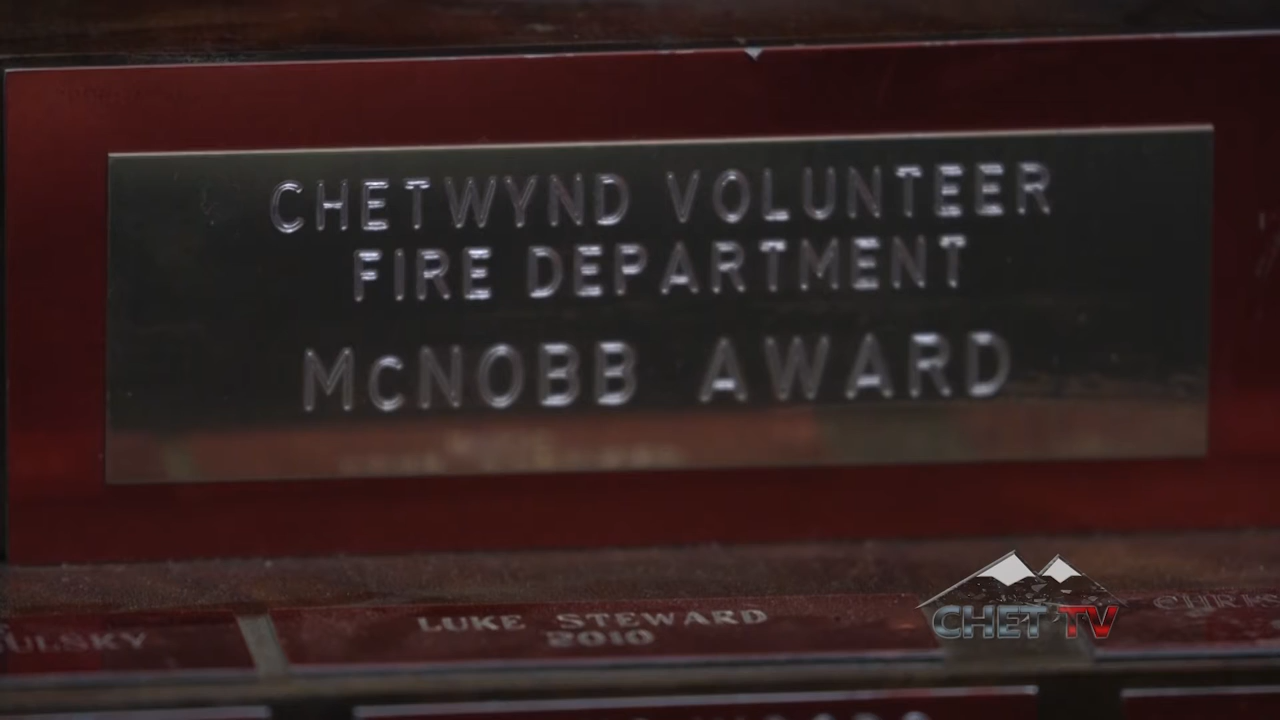 CHETWYND VOLUNTEER
FIRE DEPARTMENT
McNOBB AWARD
LUKE STEWARD
2010
CHET TV